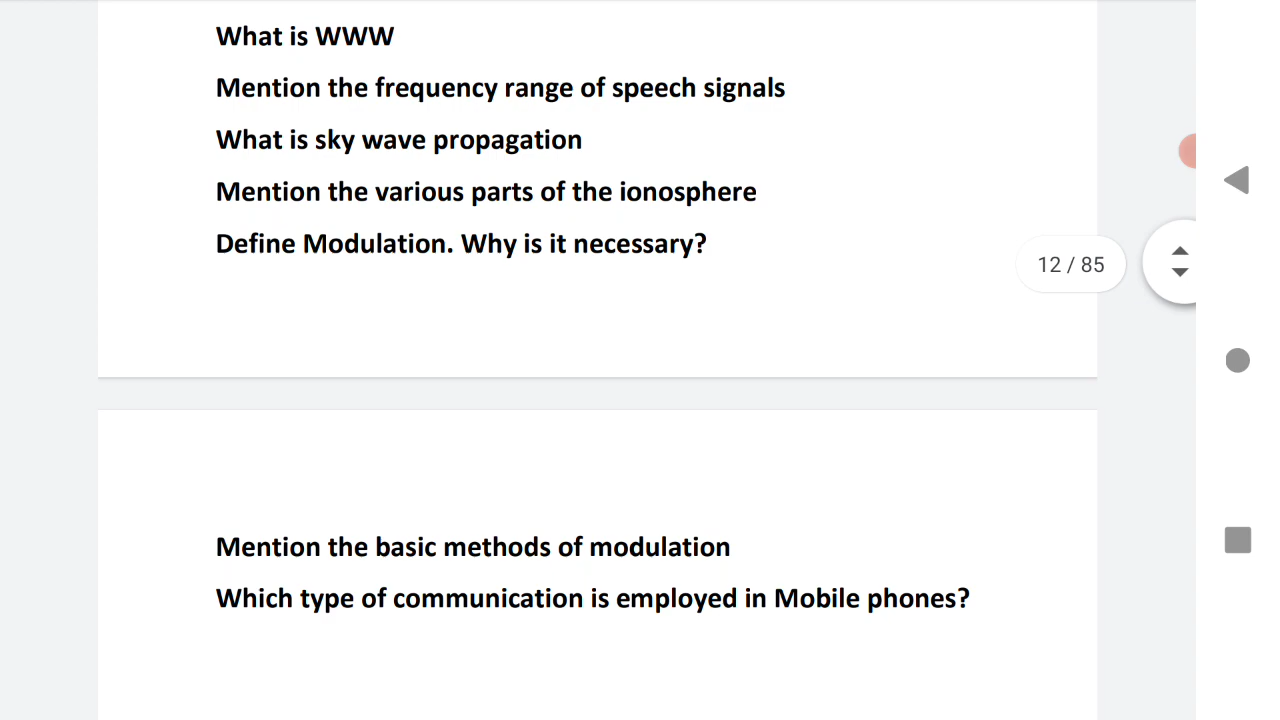 What is WWW
Mention the frequency range of speech signals
What is sky wave propagation
Mention the various parts of the ionosphere
Define Modulation. Why is it necessary?
12 / 85
Mention the basic methods of modulation
Which type of communication is employed in Mobile phones?